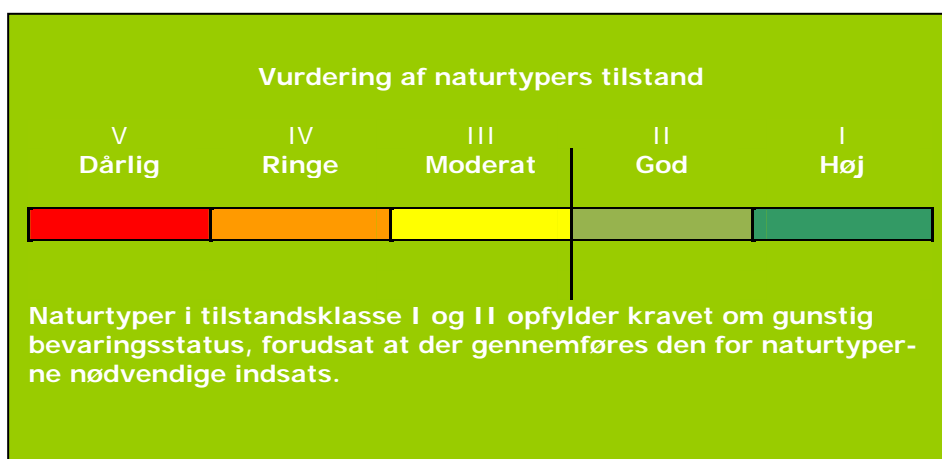 Vurdering af naturtypers tilstand
V IV III II I
Dårlig Ringe Moderat God Høj
Naturtyper i tilstandsklasse I og II opfylder kravet om gunstig
bevaringsstatus, forudsat at der gennemføres den for naturtyper-
ne nødvendige indsats.